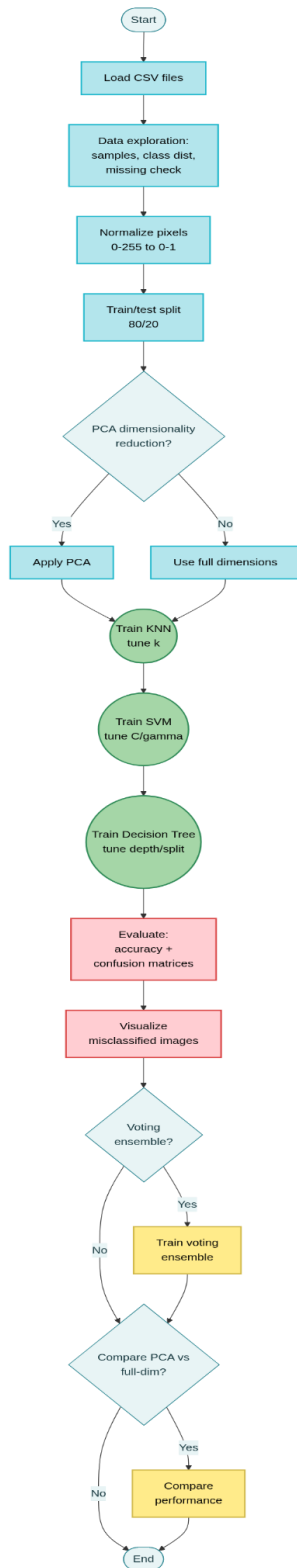 Start
Load CSV files
Data exploration:
samples, class dist,
missing check
Normalize pixels
0-255 to 0-1
Train/test split
80/20
PCA dimensionality
reduction?
Yes
No
Apply PCA
Use full dimensions
Train KNN
tune k
Train SVM
tune C/gamma
Train Decision Tree
tune depth/split
Evaluate:
accuracy +
confusion matrices
Visualize
misclassified images
Voting
ensemble?
Yes
No
Train voting
ensemble
Compare PCA vs
full-dim?
Yes
No
Compare
performance
End